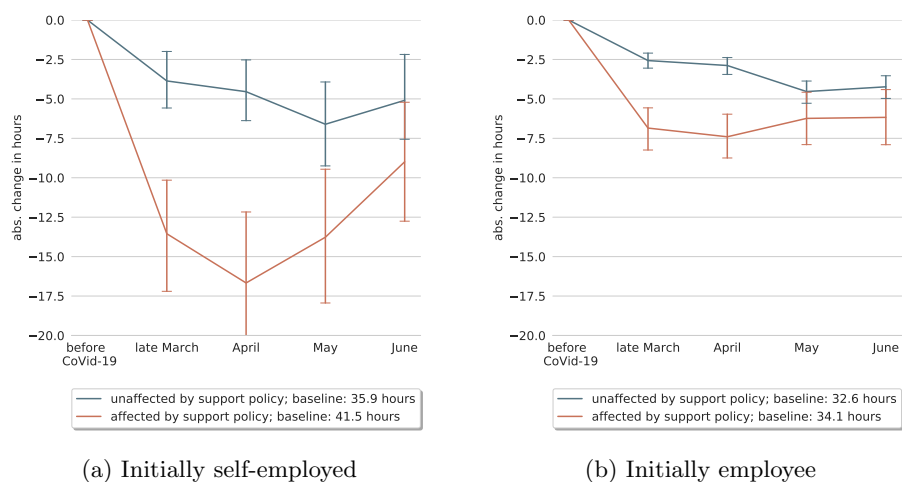 0.0
−2.5
−5.0
−7.5
−10.0
−12.5
−15.0
−17.5
−20.0
abs. change in hours
before
CoVid-19
late March
April
May
June
unaffected by support policy; baseline: 35.9 hours
affected by support policy; baseline: 41.5 hours
(a) Initially self-employed
0.0
−2.5
−5.0
−7.5
−10.0
−12.5
−15.0
−17.5
−20.0
abs. change in hours
before
CoVid-19
late March
April
May
June
unaffected by support policy; baseline: 32.6 hours
affected by support policy; baseline: 34.1 hours
(b) Initially employee